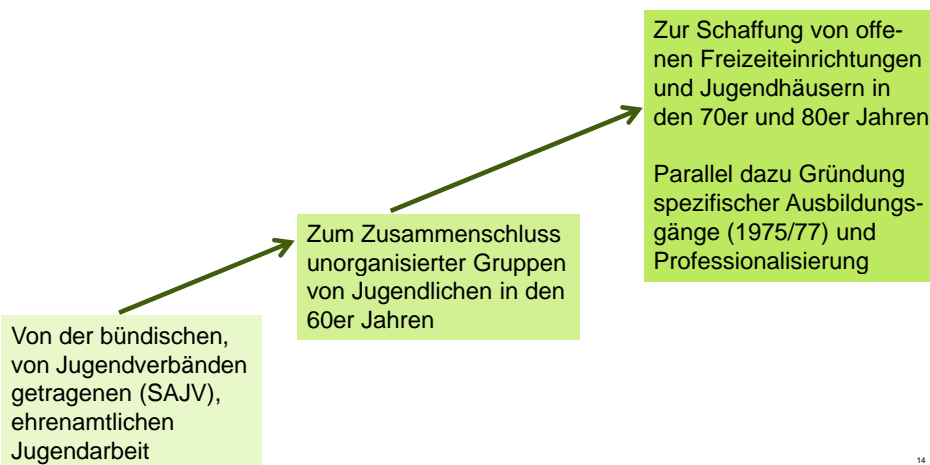 Von der bündischen,
von Jugendverbänden
getragenen (SAJV),
ehrenamtlichen
Jugendarbeit
Zum Zusammenschluss
unorganisierter Gruppen
von Jugendlichen in den
60er Jahren
Zur Schaffung von offe-
nen Freizeiteinrichtungen
und Jugendhäusern in
den 70er und 80er Jahren
Parallel dazu Gründung
spezifischer Ausbildungs-
gänge (1975/77) und
Professionalisierung
14